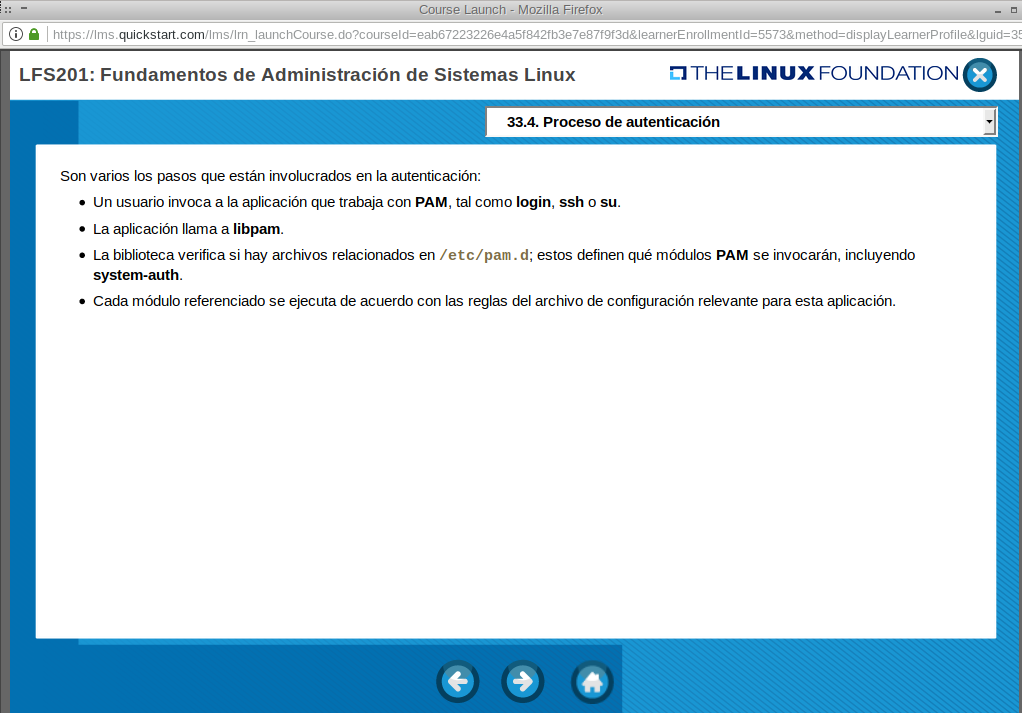 Course Launch - Mozilla Firefox
https://lms.quickstart.com/lms/lrn_launchCourse.do?courseId=eab67223226e4a5f842fb3e7e87f9f3d&learnerEnrollmentId=5573&method=displayLearnerProfile&lguid=35
LFS201: Fundamentos de Administración de Sistemas Linux
THE LINUX FOUNDATION
33.4. Proceso de autenticación
Son varios los pasos que están involucrados en la autenticación:
• Un usuario invoca a la aplicación que trabaja con PAM, tal como login, ssh o su.
• La aplicación llama a libpam.
• La biblioteca verifica si hay archivos relacionados en /etc/pam.d; estos definen qué módulos PAM se invocarán, incluyendo
system-auth.
• Cada módulo referenciado se ejecuta de acuerdo con las reglas del archivo de configuración relevante para esta aplicación.